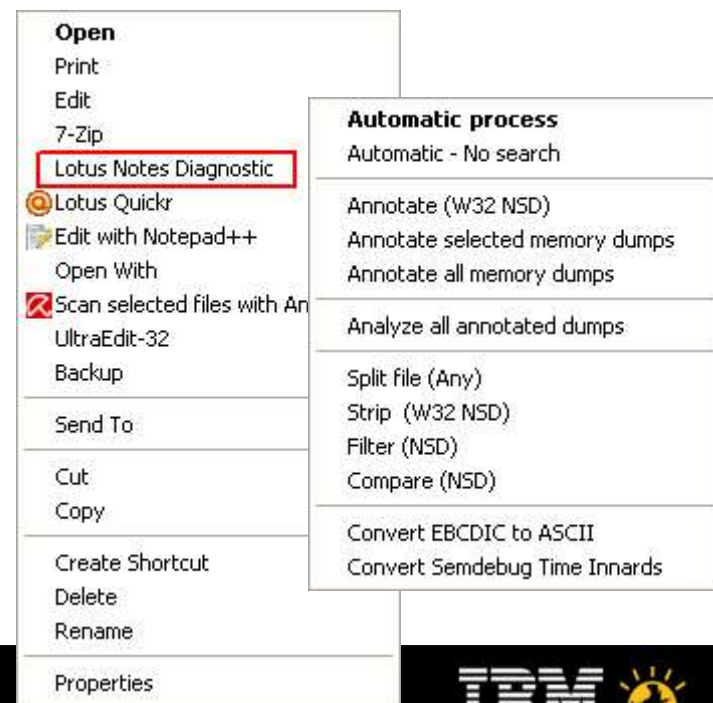 Open
Print
Edit
7-Zip
Lotus Notes Diagnostic
Lotus Quickr
Edit with Notepad++
Open With
Scan selected files with An
UltraEdit-32
Backup
Send To
Cut
Copy
Create Shortcut
Delete
Rename
Properties
Automatic process
Automatic - No search
Annotate (W32 NSD)
Annotate selected memory dumps
Annotate all memory dumps
Analyze all annotated dumps
Split file (Any)
Strip (W32 NSD)
Filter (NSD)
Compare (NSD)
Convert EBCDIC to ASCII
Convert Semdebug Time Innards
IBM